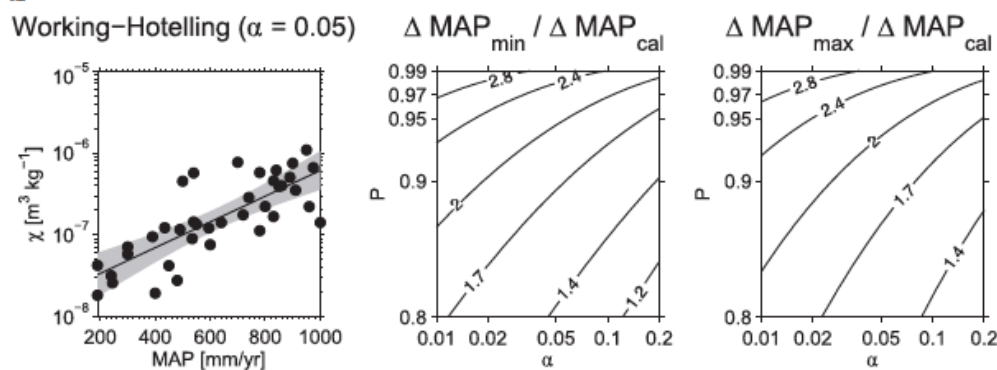 Working−Hotelling (α = 0.05)
Δ MAPmin / Δ MAPcal
Δ MAPmax / Δ MAPcal
χ [m³ kg⁻¹]
10⁻⁵
10⁻⁶
10⁻⁷
10⁻⁸
200 400 600 800 1000
MAP [mm/yr]
P
0.99
0.97
0.95
0.9
0.8
2.8
2.4
2
1.7
1.4
1.2
0.01 0.02 0.05 0.1 0.2
α
P
0.99
0.97
0.95
0.9
0.8
2.8
2.4
2
1.7
1.4
0.01 0.02 0.05 0.1 0.2
α